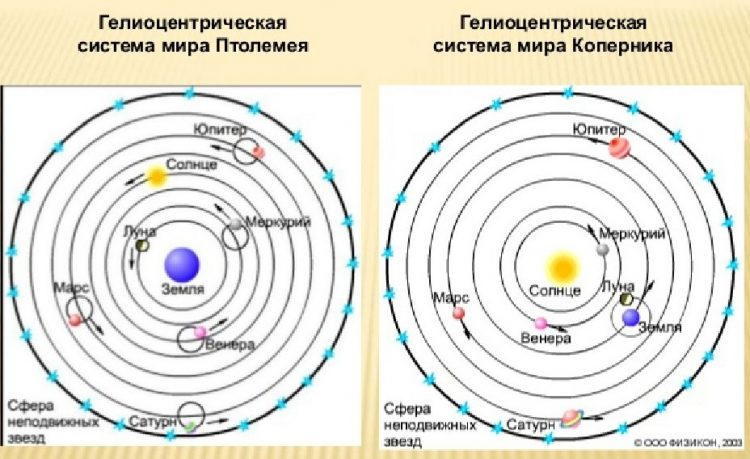 Гелиоцентрическая
система мира Птолемея
Юпитер
Солнце
Меркурий
Луна
Земля
Марс
Венера
Сфера
неподвижных
звезд
Сатурн
Гелиоцентрическая
система мира Коперника
Юпитер
Меркурий
Солнце
Луна
Марс
Земля
Венера
Сфера
неподвижных
звезд
Сатурн
© ООО ФИЗИКОН, 2003